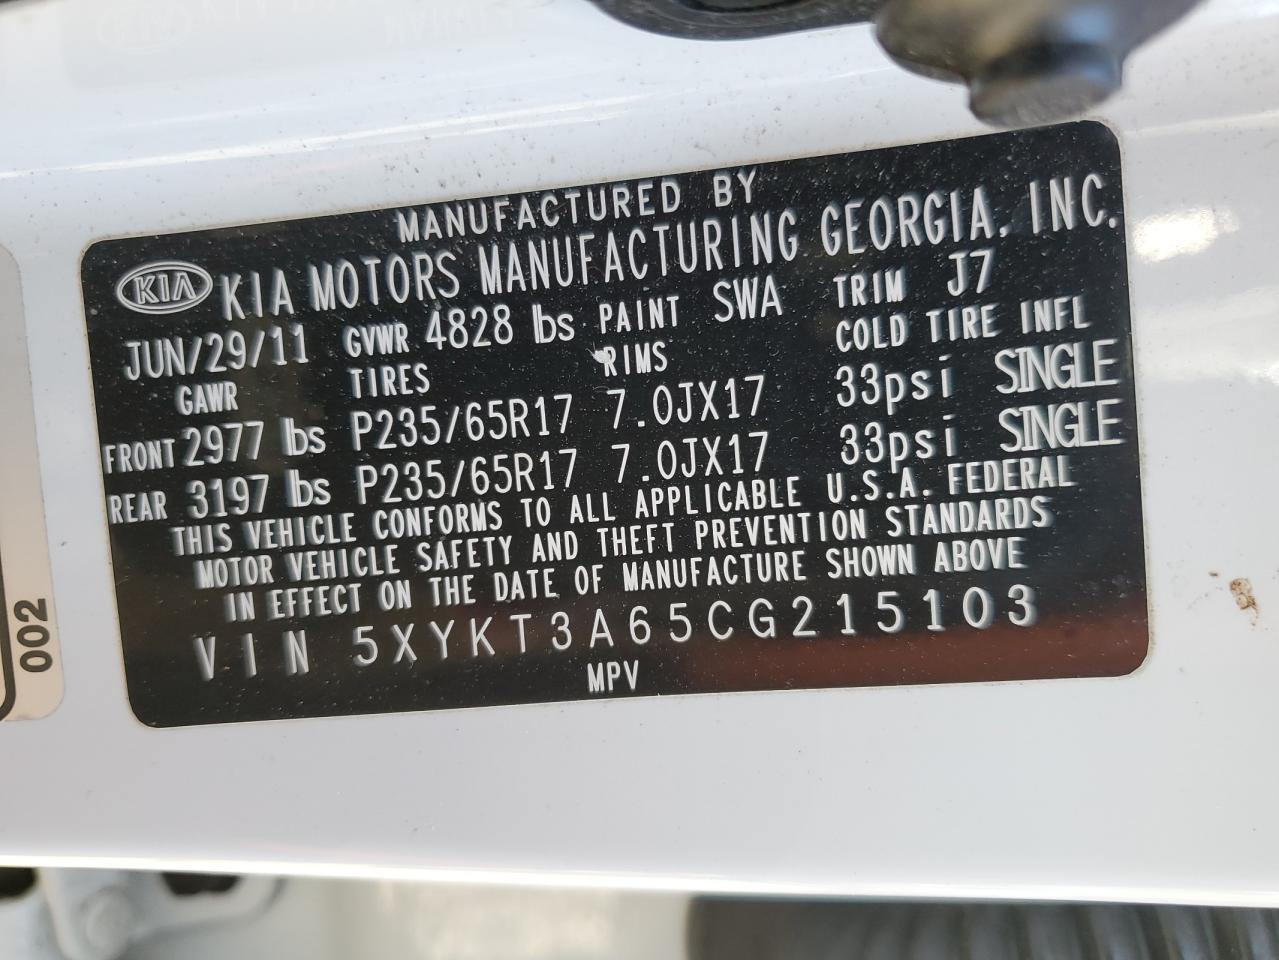 MANUFACTURED BY
KIA KIA MOTORS MANUFACTURING GEORGIA, INC.
JUN/29/11 GVWR 4828 lbs PAINT SWA TRIM J7
GAWR TIRES RIMS COLD TIRE INFL
FRONT 2977 lbs P235/65R17 7.0JX17 33psi SINGLE
REAR 3197 lbs P235/65R17 7.0JX17 33psi SINGLE
THIS VEHICLE CONFORMS TO ALL APPLICABLE U.S.A. FEDERAL
MOTOR VEHICLE SAFETY AND THEFT PREVENTION STANDARDS
IN EFFECT ON THE DATE OF MANUFACTURE SHOWN ABOVE
VIN 5XYKT3A65CG215103
MPV
002